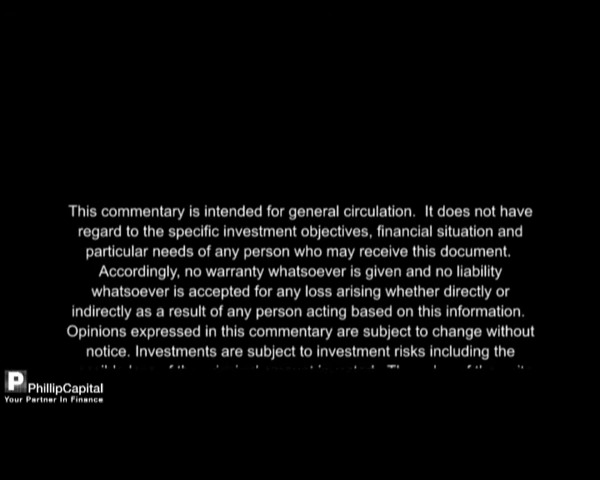 This commentary is intended for general circulation.  It does not have
regard to the specific investment objectives, financial situation and
particular needs of any person who may receive this document.
Accordingly, no warranty whatsoever is given and no liability
whatsoever is accepted for any loss arising whether directly or
indirectly as a result of any person acting based on this information.
Opinions expressed in this commentary are subject to change without
notice. Investments are subject to investment risks including the
P
PhillipCapital
Your Partner In Finance